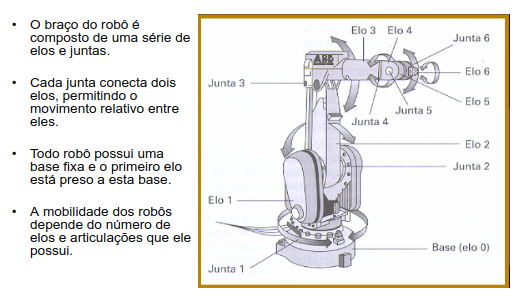 • O braço do robô é
composto de uma série de
elos e juntas.
• Cada junta conecta dois
elos, permitindo o
movimento relativo entre
eles.
• Todo robô possui uma
base fixa e o primeiro elo
está preso a esta base.
• A mobilidade dos robôs
depende do número de
elos e articulações que ele
possui.
Elo 3 Elo 4
Junta 6
ABB
Junta 3
Elo 6
Elo 5
Junta 5
Junta 4
Elo 2
Junta 2
Elo 1
Base (elo 0)
Junta 1